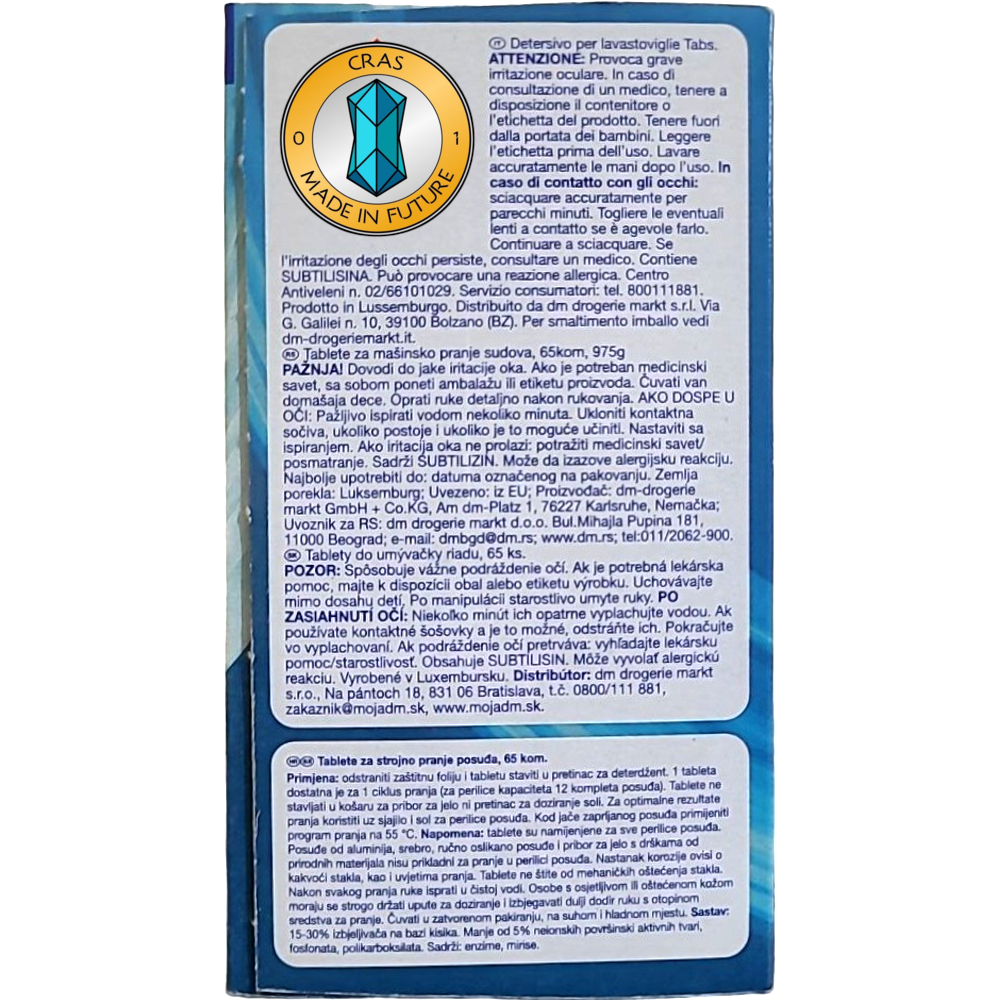 CRAS
0 1
MADE IN FUTURE
IT Detersivo per lavastoviglie Tabs.
ATTENZIONE: Provoca grave
irritazione oculare. In caso di
consultazione di un medico, tenere a
disposizione il contenitore o
l'etichetta del prodotto. Tenere fuori
dalla portata dei bambini. Leggere
l'etichetta prima dell'uso. Lavare
accuratamente le mani dopo l'uso. In
caso di contatto con gli occhi:
sciacquare accuratamente per
parecchi minuti. Togliere le eventuali
lenti a contatto se è agevole farlo.
Continuare a sciacquare. Se
l'irritazione degli occhi persiste, consultare un medico. Contiene
SUBTILISINA. Può provocare una reazione allergica. Centro
Antiveleni n. 02/66101029. Servizio consumatori: tel. 800111881.
Prodotto in Lussemburgo. Distribuito da dm drogerie markt s.r.l. Via
G. Galilei n. 10, 39100 Bolzano (BZ). Per smaltimento imballo vedi
dm-drogeriemarkt.it.
RS Tablete za mašinsko pranje sudova, 65kom, 975g
PAŽNJA! Dovodi do jake iritacije oka. Ako je potreban medicinski
savet, sa sobom poneti ambalažu ili etiketu proizvoda. Čuvati van
domašaja dece. Oprati ruke detaljno nakon rukovanja. AKO DOSPE U
OČI: Pažljivo ispirati vodom nekoliko minuta. Ukloniti kontaktna
sočiva, ukoliko postoje i ukoliko je to moguće učiniti. Nastaviti sa
ispiranjem. Ako iritacija oka ne prolazi: potražiti medicinski savet/
posmatranje. Sadrži SUBTILIZIN. Može da izazove alergijsku reakciju.
Najbolje upotrebiti do: datuma označenog na pakovanju. Zemlja
porekla: Luksemburg; Uvezeno: iz EU; Proizvođač: dm-drogerie
markt GmbH + Co.KG, Am dm-Platz 1, 76227 Karlsruhe, Nemačka;
Uvoznik za RS: dm drogerie markt d.o.o. Bul.Mihajla Pupina 181,
11000 Beograd; e-mail: dmbgd@dm.rs; www.dm.rs; tel:011/2062-900.
SK Tablety do umývačky riadu, 65 ks.
POZOR: Spôsobuje vážne podráždenie očí. Ak je potrebná lekárska
pomoc, majte k dispozícii obal alebo etiketu výrobku. Uchovávajte
mimo dosahu detí. Po manipulácii starostlivo umyte ruky. PO
ZASIAHNUTÍ OČÍ: Niekoľko minút ich opatrne vyplachujte vodou. Ak
používate kontaktné šošovky a je to možné, odstráňte ich. Pokračujte
vo vyplachovaní. Ak podráždenie očí pretrváva: vyhľadajte lekársku
pomoc/starostlivosť. Obsahuje SUBTILISIN. Môže vyvolať alergickú
reakciu. Vyrobené v Luxembursku. Distribútor: dm drogerie markt
s.r.o., Na pántoch 18, 831 06 Bratislava, t.č. 0800/111 881,
zakaznik@mojadm.sk, www.mojadm.sk.
HR BA Tablete za strojno pranje posuđa, 65 kom.
Primjena: odstraniti zaštitnu foliju i tabletu staviti u pretinac za deterdžent. 1 tableta
dostatna je za 1 ciklus pranja (za perilice kapaciteta 12 kompleta posuđa). Tablete ne
stavljati u košaru za pribor za jelo ni pretinac za doziranje soli. Za optimalne rezultate
pranja koristiti uz sjajilo i sol za perilice posuđa. Kod jače zaprljanog posuđa primijeniti
program pranja na 55 °C. Napomena: tablete su namijenjene za sve perilice posuđa.
Posuđe od aluminija, srebro, ručno oslikano posuđe i pribor za jelo s drškama od
prirodnih materijala nisu prikladni za pranje u perilici posuđa. Nastanak korozije ovisi o
kakvoći stakla, kao i uvjetima pranja. Tablete ne štite od mehaničkih oštećenja stakla.
Nakon svakog pranja ruke isprati u čistoj vodi. Osobe s osjetljivom ili oštećenom kožom
moraju se strogo držati upute za doziranje i izbjegavati dulji dodir ruku s otopinom
sredstva za pranje. Čuvati u zatvorenom pakiranju, na suhom i hladnom mjestu. Sastav:
15-30% izbjeljivača na bazi kisika. Manje od 5% neionskih površinski aktivnih tvari,
fosfonata, polikarboksilata. Sadrži: enzime, mirise.